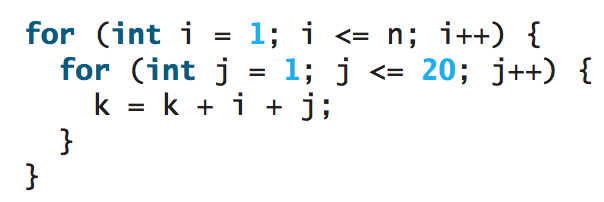 for (int i = 1; i <= n; i++) {
  for (int j = 1; j <= 20; j++) {
    k = k + i + j;
  }
}